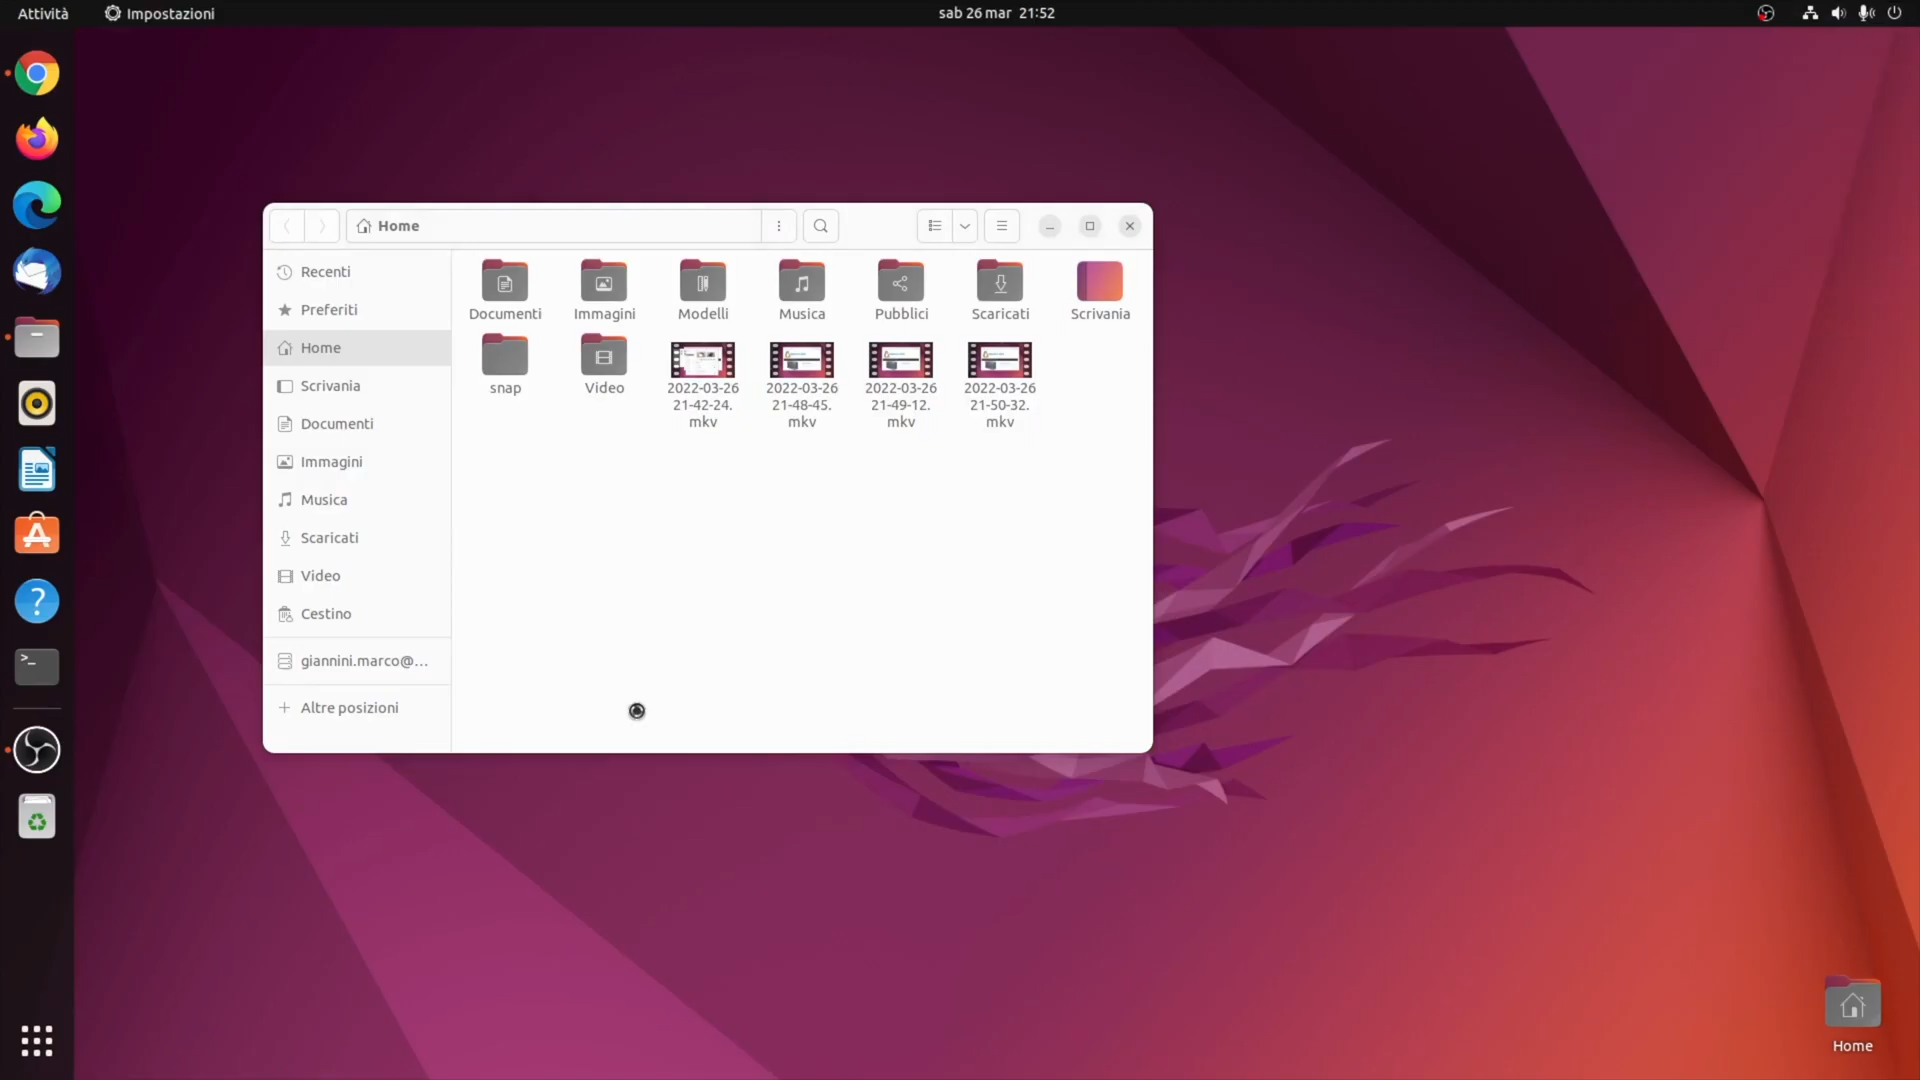 Attività
Impostazioni
sab 26 mar 21:52
Home
Recenti
Preferiti
Home
Scrivania
Documenti
Immagini
Musica
Scaricati
Video
Cestino
giannini.marco@...
Altre posizioni
Documenti
Immagini
Modelli
Musica
Pubblici
Scaricati
Scrivania
snap
Video
2022-03-26
21-42-24.
mkv
2022-03-26
21-48-45.
mkv
2022-03-26
21-49-12.
mkv
2022-03-26
21-50-32.
mkv
Home